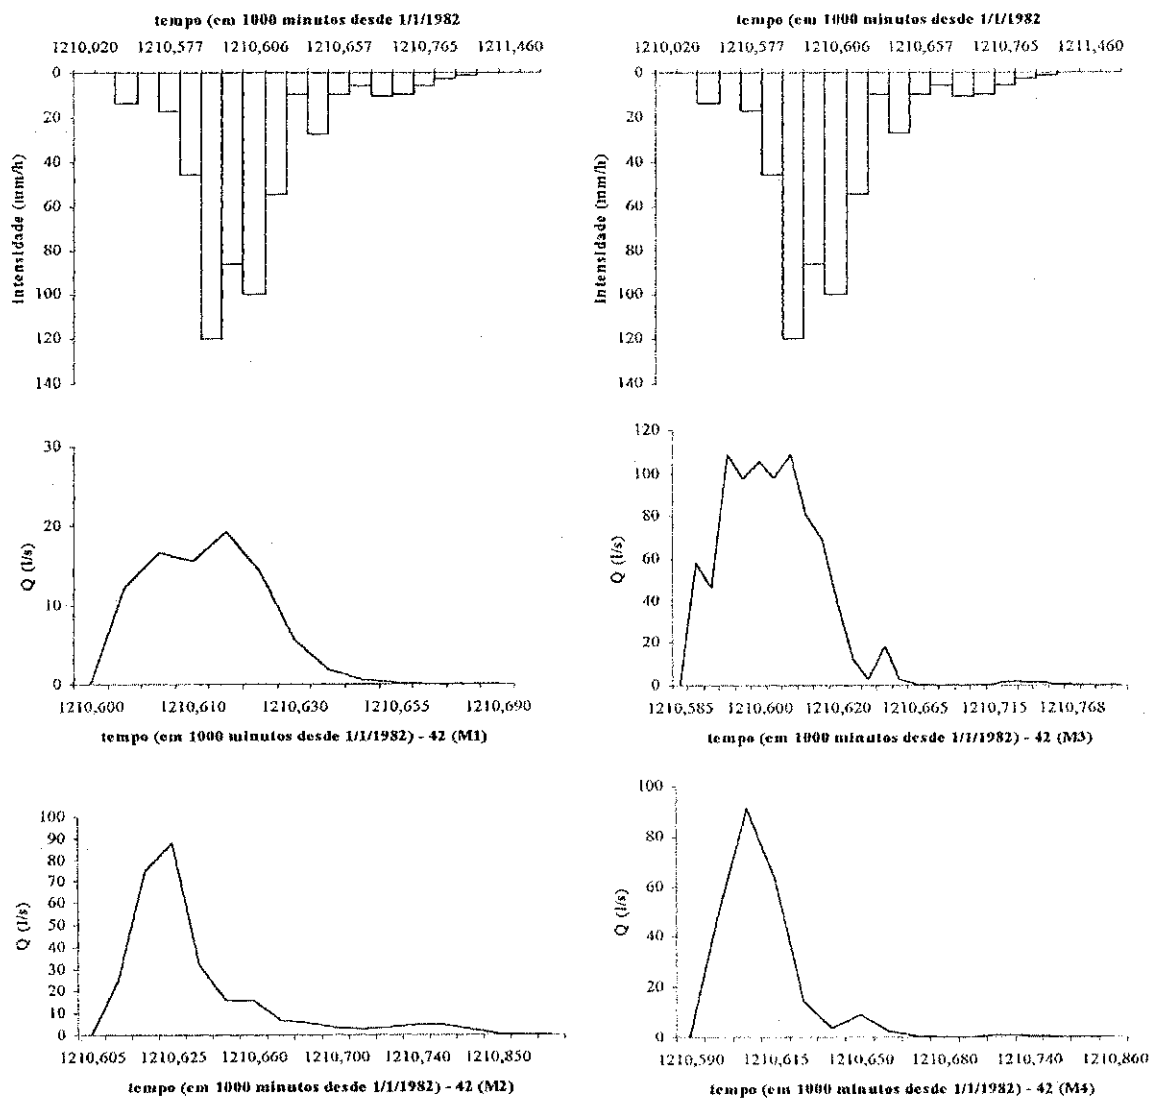 tempo (em 1000 minutos desde 1/1/1982
1210,020 1210,577 1210,606 1210,657 1210,765 1211,460
0
20
40
60
80
100
120
140
Intensidade (mm/h)
tempo (em 1000 minutos desde 1/1/1982
1210,020 1210,577 1210,606 1210,657 1210,765 1211,460
0
20
40
60
80
100
120
140
Intensidade (mm/h)
30
20
10
0
Q (l/s)
1210,600 1210,610 1210,630 1210,655 1210,690
tempo (em 1000 minutos desde 1/1/1982) - 42 (M1)
120
100
80
60
40
20
0
Q (l/s)
1210,585 1210,600 1210,620 1210,665 1210,715 1210,768
tempo (em 1000 minutos desde 1/1/1982) - 42 (M3)
100
90
80
70
60
50
40
30
20
10
0
Q (l/s)
1210,605 1210,625 1210,660 1210,700 1210,740 1210,850
tempo (em 1000 minutos desde 1/1/1982) - 42 (M2)
100
80
60
40
20
0
Q (l/s)
1210,590 1210,615 1210,650 1210,680 1210,740 1210,860
tempo (em 1000 minutos desde 1/1/1982) - 42 (M4)